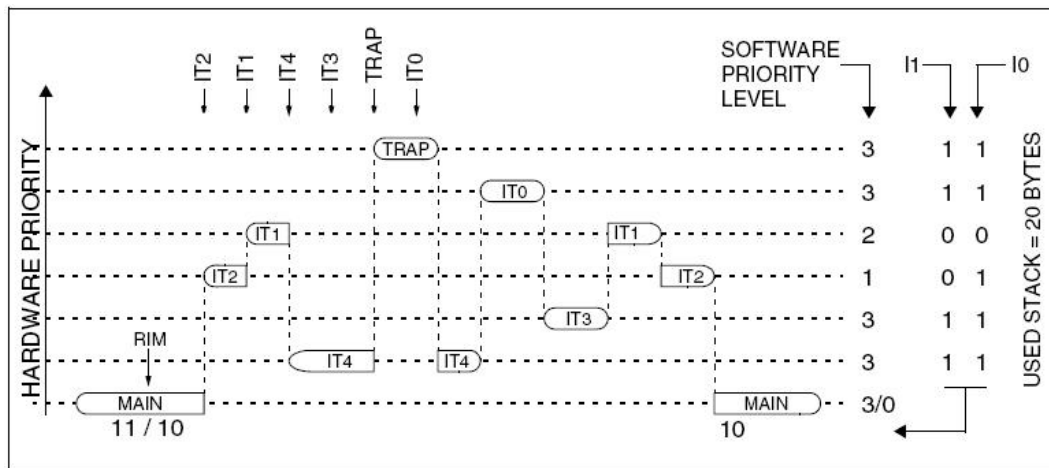 IT2
IT1
IT4
IT3
TRAP
IT0
SOFTWARE
PRIORITY
LEVEL
I1
I0
HARDWARE PRIORITY
USED STACK = 20 BYTES
TRAP
3
1 1
IT0
3
1 1
IT1
IT1
2
0 0
IT2
IT2
1
0 1
IT3
3
1 1
RIM
IT4
IT4
3
1 1
MAIN
MAIN
3/0
11 / 10
10